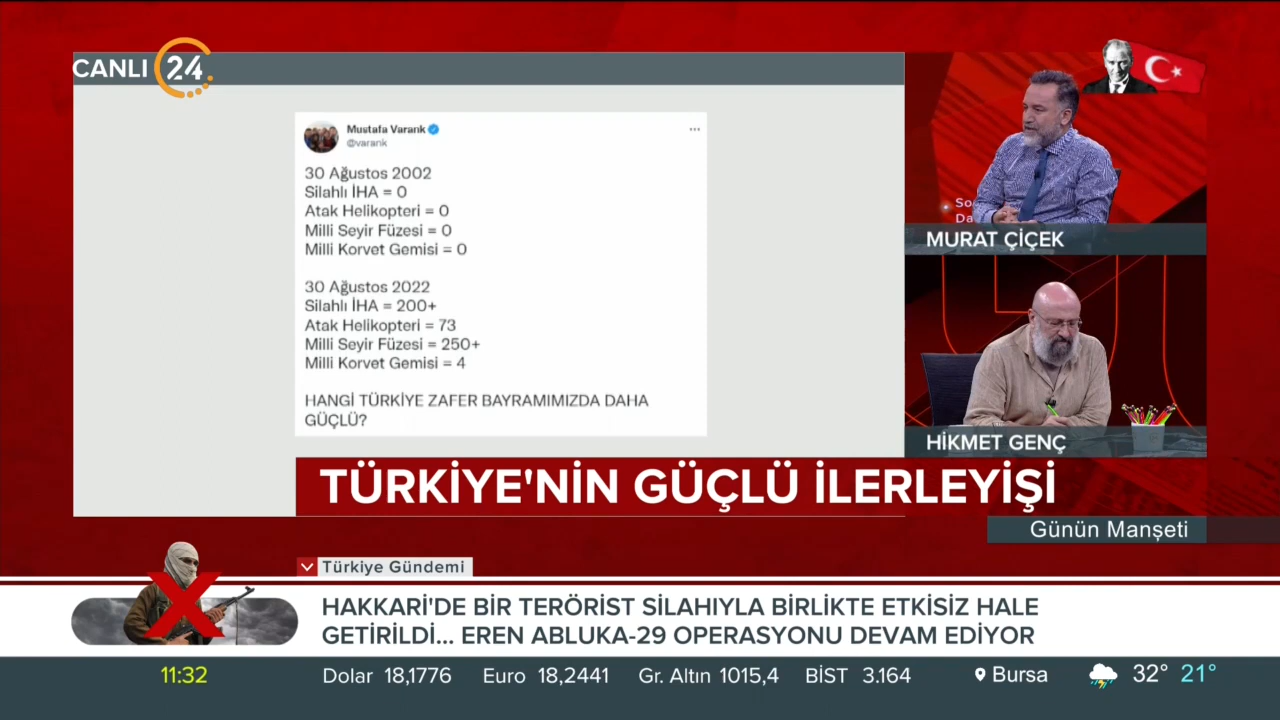 CANLI 24
Mustafa Varank
@varank
30 Ağustos 2002
Silahlı İHA = 0
Atak Helikopteri = 0
Milli Seyir Füzesi = 0
Milli Korvet Gemisi = 0
30 Ağustos 2022
Silahlı İHA = 200+
Atak Helikopteri = 73
Milli Seyir Füzesi = 250+
Milli Korvet Gemisi = 4
HANGİ TÜRKİYE ZAFER BAYRAMIMIZDA DAHA
GÜÇLÜ?
So
Da
MURAT ÇİÇEK
HİKMET GENÇ
TÜRKİYE'NİN GÜÇLÜ İLERLEYİŞİ
Günün Manşeti
Türkiye Gündemi
HAKKARİ'DE BİR TERÖRİST SİLAHIYLA BİRLİKTE ETKİSİZ HALE
GETİRİLDİ... EREN ABLUKA-29 OPERASYONU DEVAM EDİYOR
11:32 Dolar 18,1776 Euro 18,2441 Gr. Altın 1015,4 BİST 3.164 Bursa 32° 21°